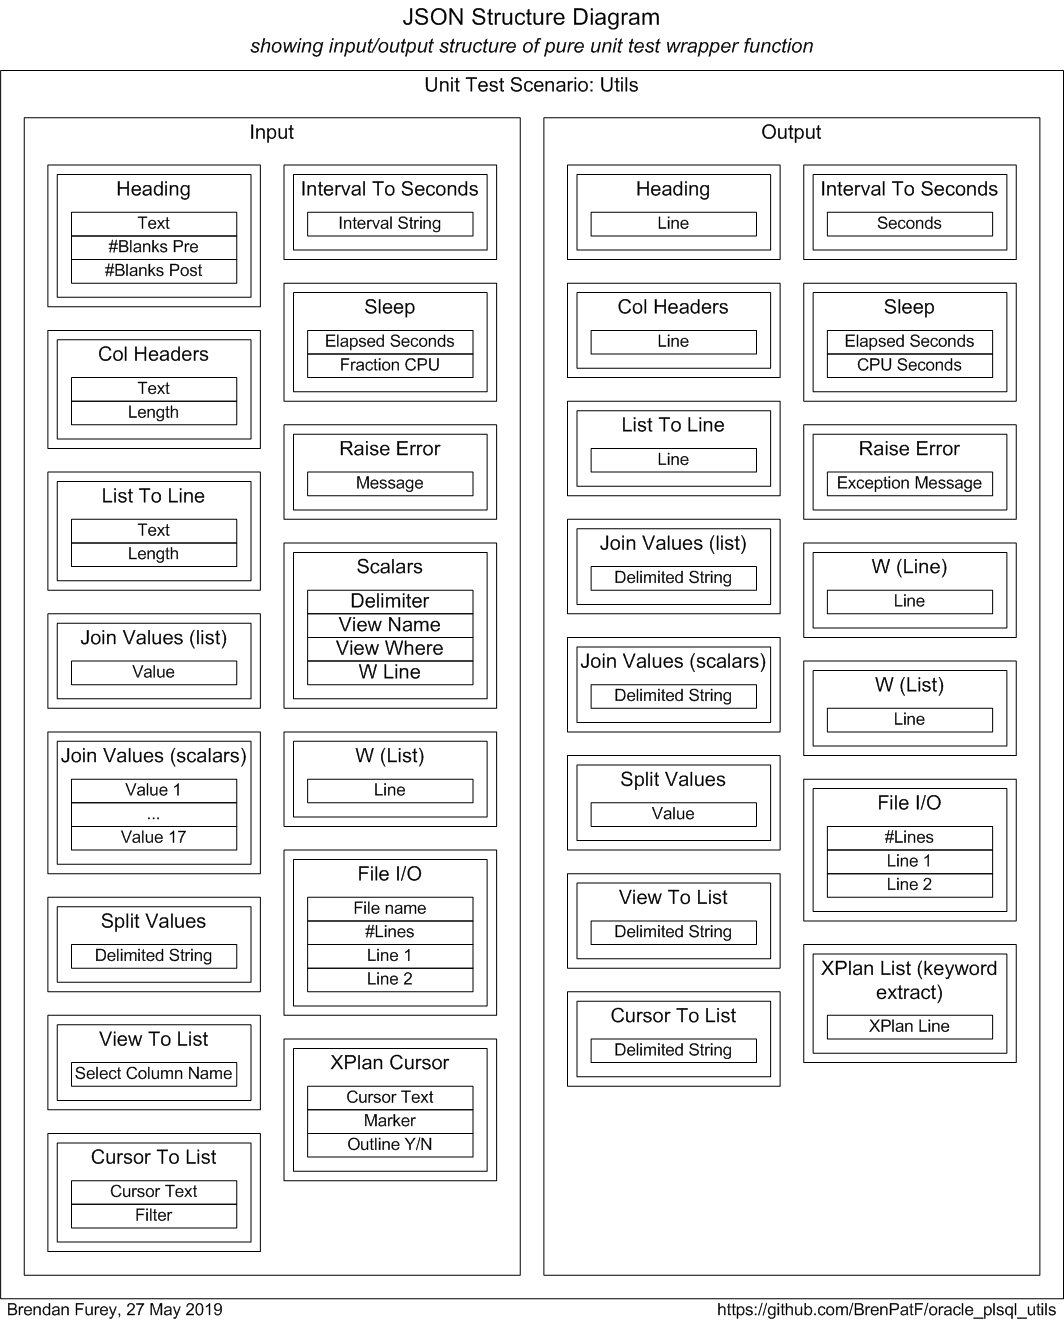 JSON Structure Diagram
showing input/output structure of pure unit test wrapper function
Unit Test Scenario: Utils
Input
Heading
Text
#Blanks Pre
#Blanks Post
Col Headers
Text
Length
List To Line
Text
Length
Join Values (list)
Value
Join Values (scalars)
Value 1
...
Value 17
Split Values
Delimited String
View To List
Select Column Name
Cursor To List
Cursor Text
Filter
Interval To Seconds
Interval String
Sleep
Elapsed Seconds
Fraction CPU
Raise Error
Message
Scalars
Delimiter
View Name
View Where
W Line
W (List)
Line
File I/O
File name
#Lines
Line 1
Line 2
XPlan Cursor
Cursor Text
Marker
Outline Y/N
Output
Heading
Line
Col Headers
Line
List To Line
Line
Join Values (list)
Delimited String
Join Values (scalars)
Delimited String
Split Values
Value
View To List
Delimited String
Cursor To List
Delimited String
Interval To Seconds
Seconds
Sleep
Elapsed Seconds
CPU Seconds
Raise Error
Exception Message
W (Line)
Line
W (List)
Line
File I/O
#Lines
Line 1
Line 2
XPlan List (keyword
extract)
XPlan Line
Brendan Furey, 27 May 2019
https://github.com/BrenPatF/oracle_plsql_utils